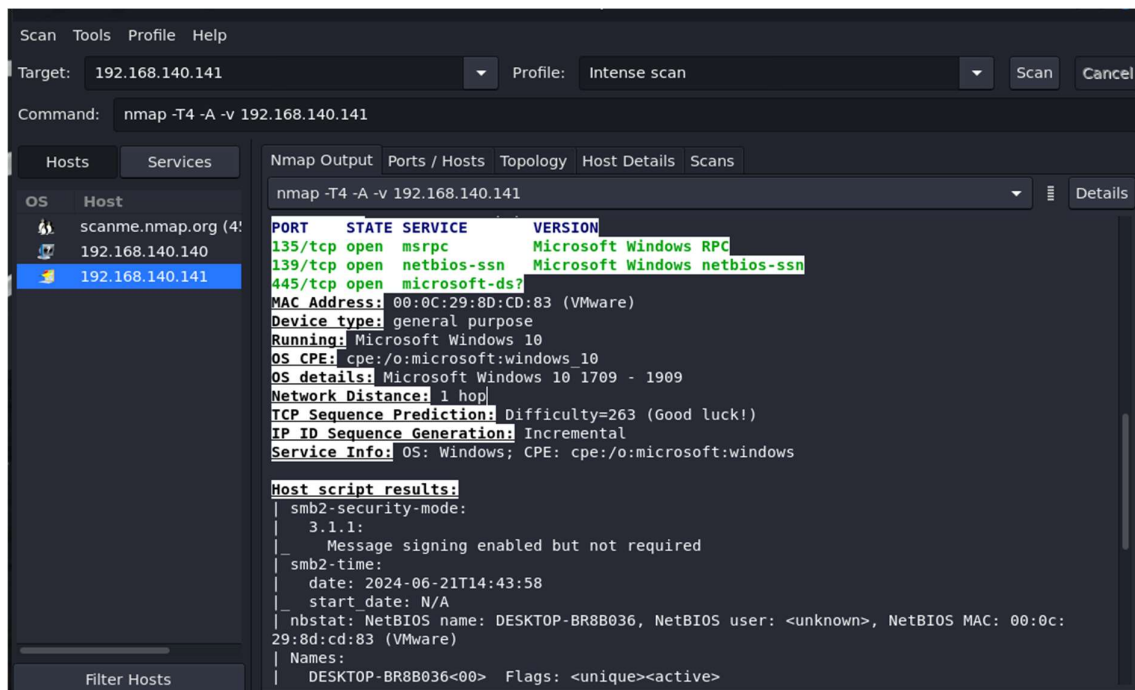 Scan Tools Profile Help
Target: 192.168.140.141 Profile: Intense scan Scan Cancel
Command: nmap -T4 -A -v 192.168.140.141
Hosts Services Nmap Output Ports / Hosts Topology Host Details Scans
nmap -T4 -A -v 192.168.140.141 Details
OS Host
scanme.nmap.org (4
192.168.140.140
192.168.140.141
PORT STATE SERVICE VERSION
135/tcp open msrpc Microsoft Windows RPC
139/tcp open netbios-ssn Microsoft Windows netbios-ssn
445/tcp open microsoft-ds?
MAC Address: 00:0C:29:8D:CD:83 (VMware)
Device type: general purpose
Running: Microsoft Windows 10
OS CPE: cpe:/o:microsoft:windows_10
OS details: Microsoft Windows 10 1709 - 1909
Network Distance: 1 hop
TCP Sequence Prediction: Difficulty=263 (Good luck!)
IP ID Sequence Generation: Incremental
Service Info: OS: Windows; CPE: cpe:/o:microsoft:windows
Host script results:
| smb2-security-mode:
|   3.1.1:
|_    Message signing enabled but not required
| smb2-time:
|   date: 2024-06-21T14:43:58
|_  start_date: N/A
| nbstat: NetBIOS name: DESKTOP-BR8B036, NetBIOS user: <unknown>, NetBIOS MAC: 00:0c:
29:8d:cd:83 (VMware)
| Names:
|   DESKTOP-BR8B036<00>  Flags: <unique><active>
Filter Hosts